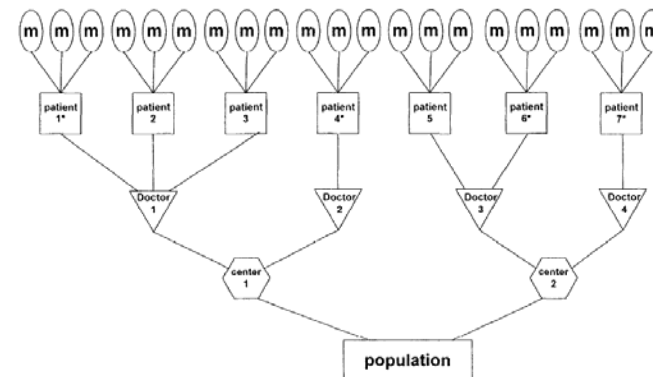 m m m m m m m m m m m m m m m m m m m m m
patient patient patient patient patient patient patient
1* 2 3 4* 5 6* 7*
Doctor Doctor Doctor Doctor
1 2 3 4
center center
1 2
population